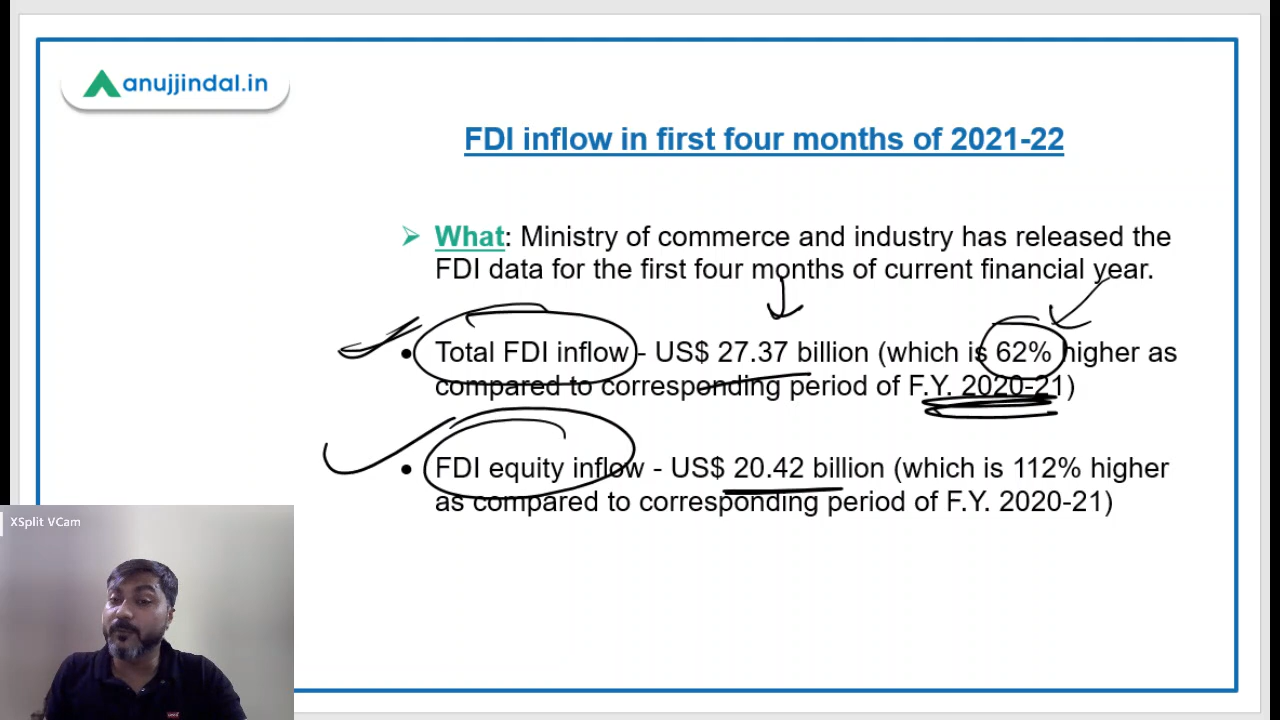 anujjindal.in
FDI inflow in first four months of 2021-22
➢ What: Ministry of commerce and industry has released the
FDI data for the first four months of current financial year.
• Total FDI inflow - US$ 27.37 billion (which is 62% higher as
compared to corresponding period of F.Y. 2020-21)
• FDI equity inflow - US$ 20.42 billion (which is 112% higher
as compared to corresponding period of F.Y. 2020-21)
XSplit VCam